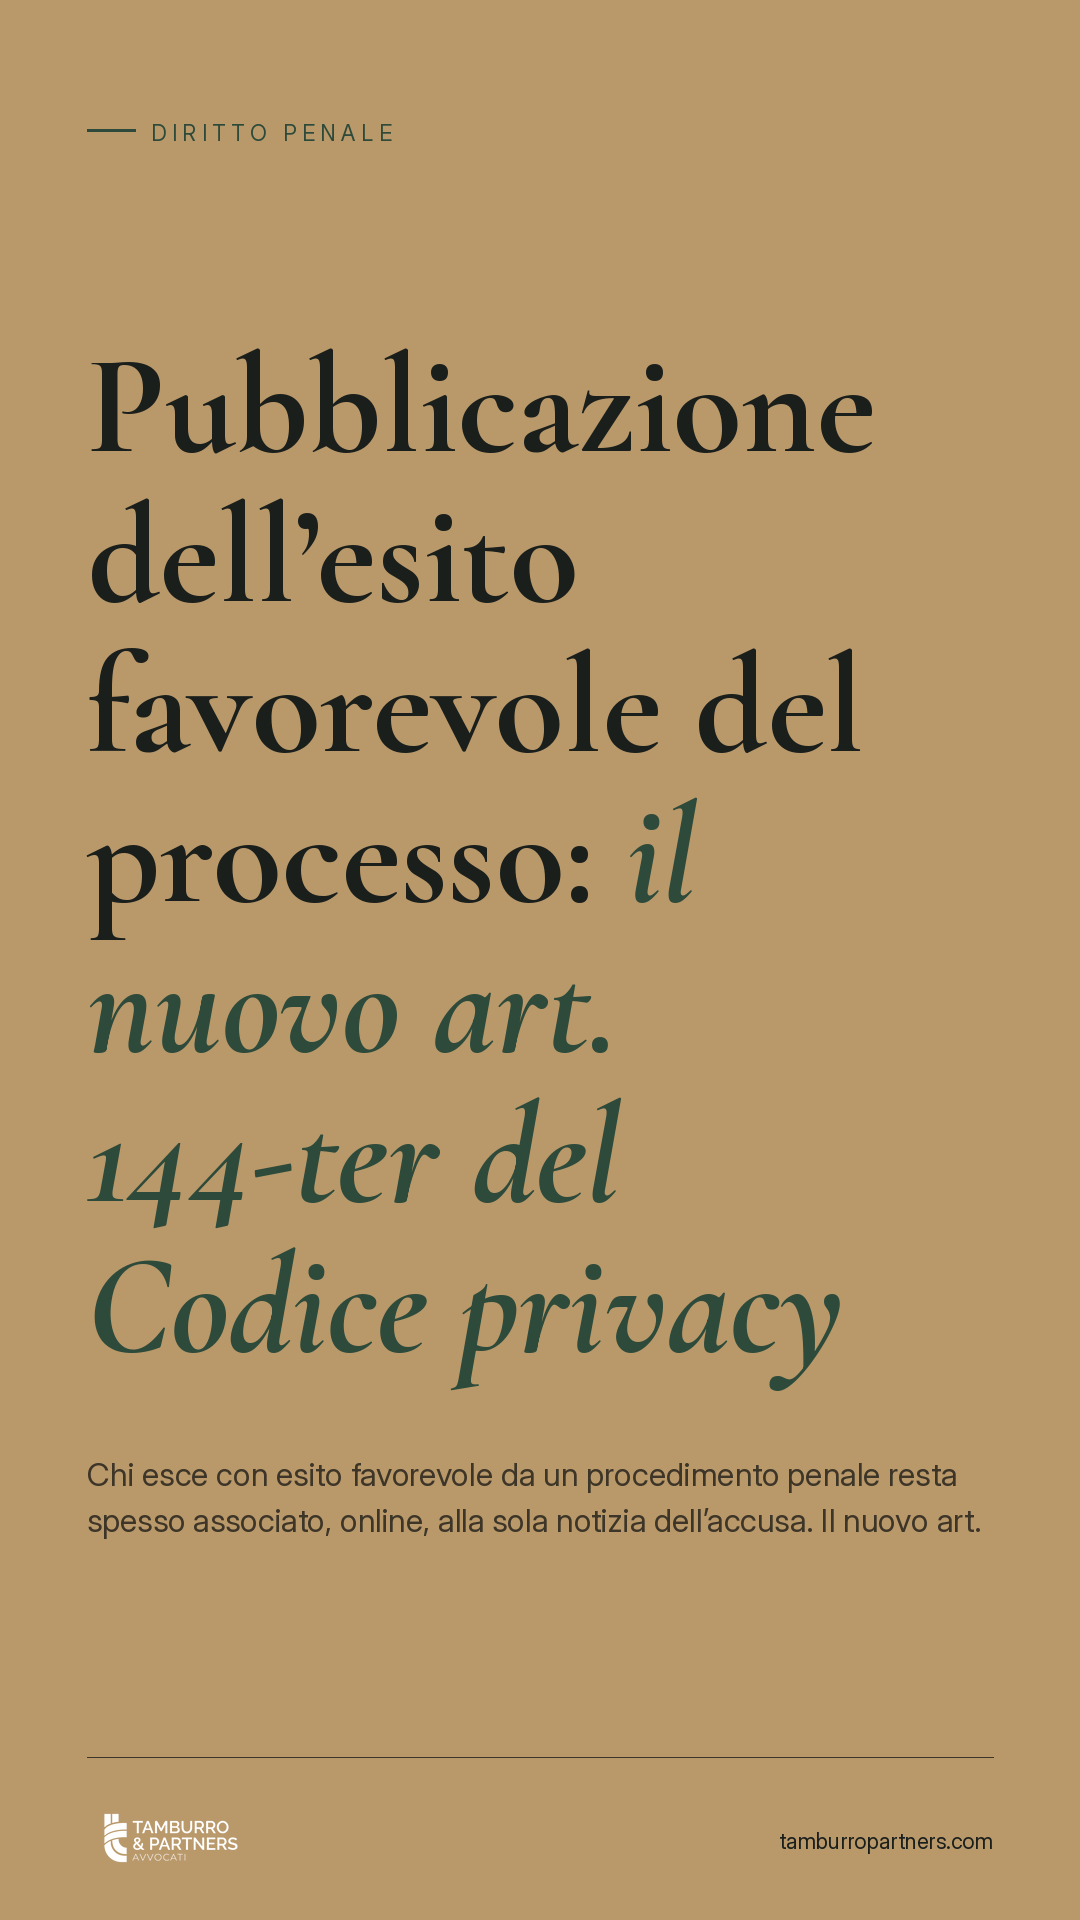 DIRITTO PENALE
Pubblicazione
dell’esito
favorevole del
processo: il
nuovo art.
144-ter del
Codice privacy
Chi esce con esito favorevole da un procedimento penale resta
spesso associato, online, alla sola notizia dell’accusa. Il nuovo art.
TAMBURRO
& PARTNERS
AVVOCATI
tamburropartners.com